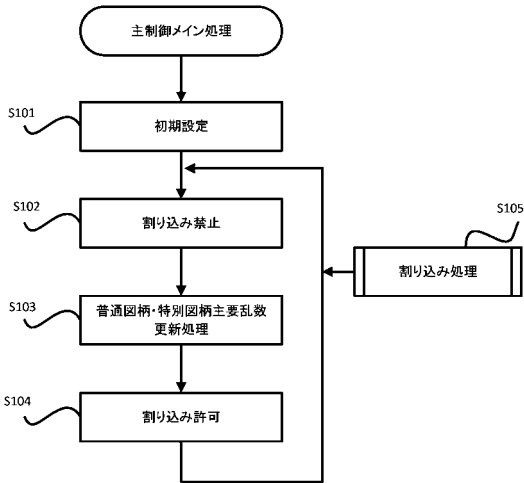 主制御メイン処理
S101
初期設定
S102
割り込み禁止
S105
割り込み処理
S103
普通図柄・特別図柄主要乱数
更新処理
S104
割り込み許可